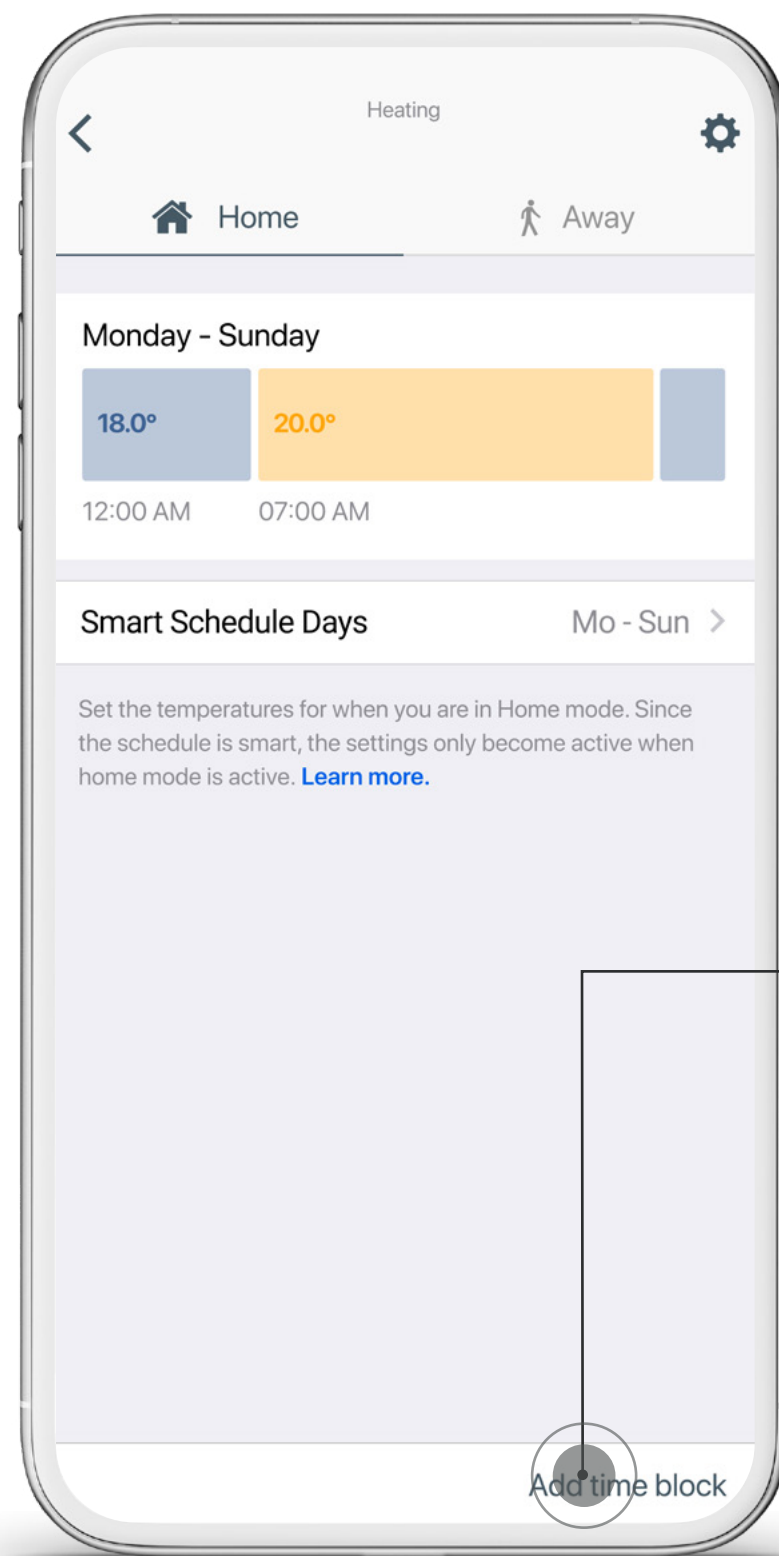 Heating
Home Away
Monday - Sunday
18.0° 20.0°
12:00 AM 07:00 AM
Smart Schedule Days Mo - Sun
Set the temperatures for when you are in Home mode. Since
the schedule is smart, the settings only become active when
home mode is active. Learn more.
Add time block